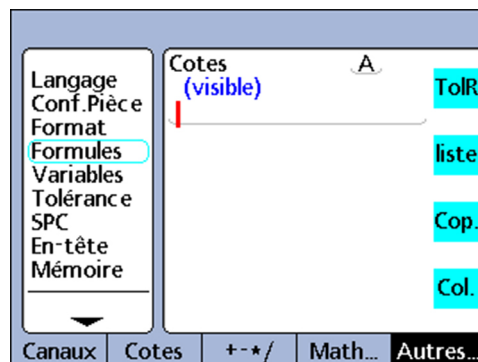 Langage
Conf.Pièce
Format
Formules
Variables
Tolérance
SPC
En-tête
Mémoire
Cotes A
(visible)
TolR
liste
Cop.
Col.
Canaux Cotes +-*/ Math... Autres...